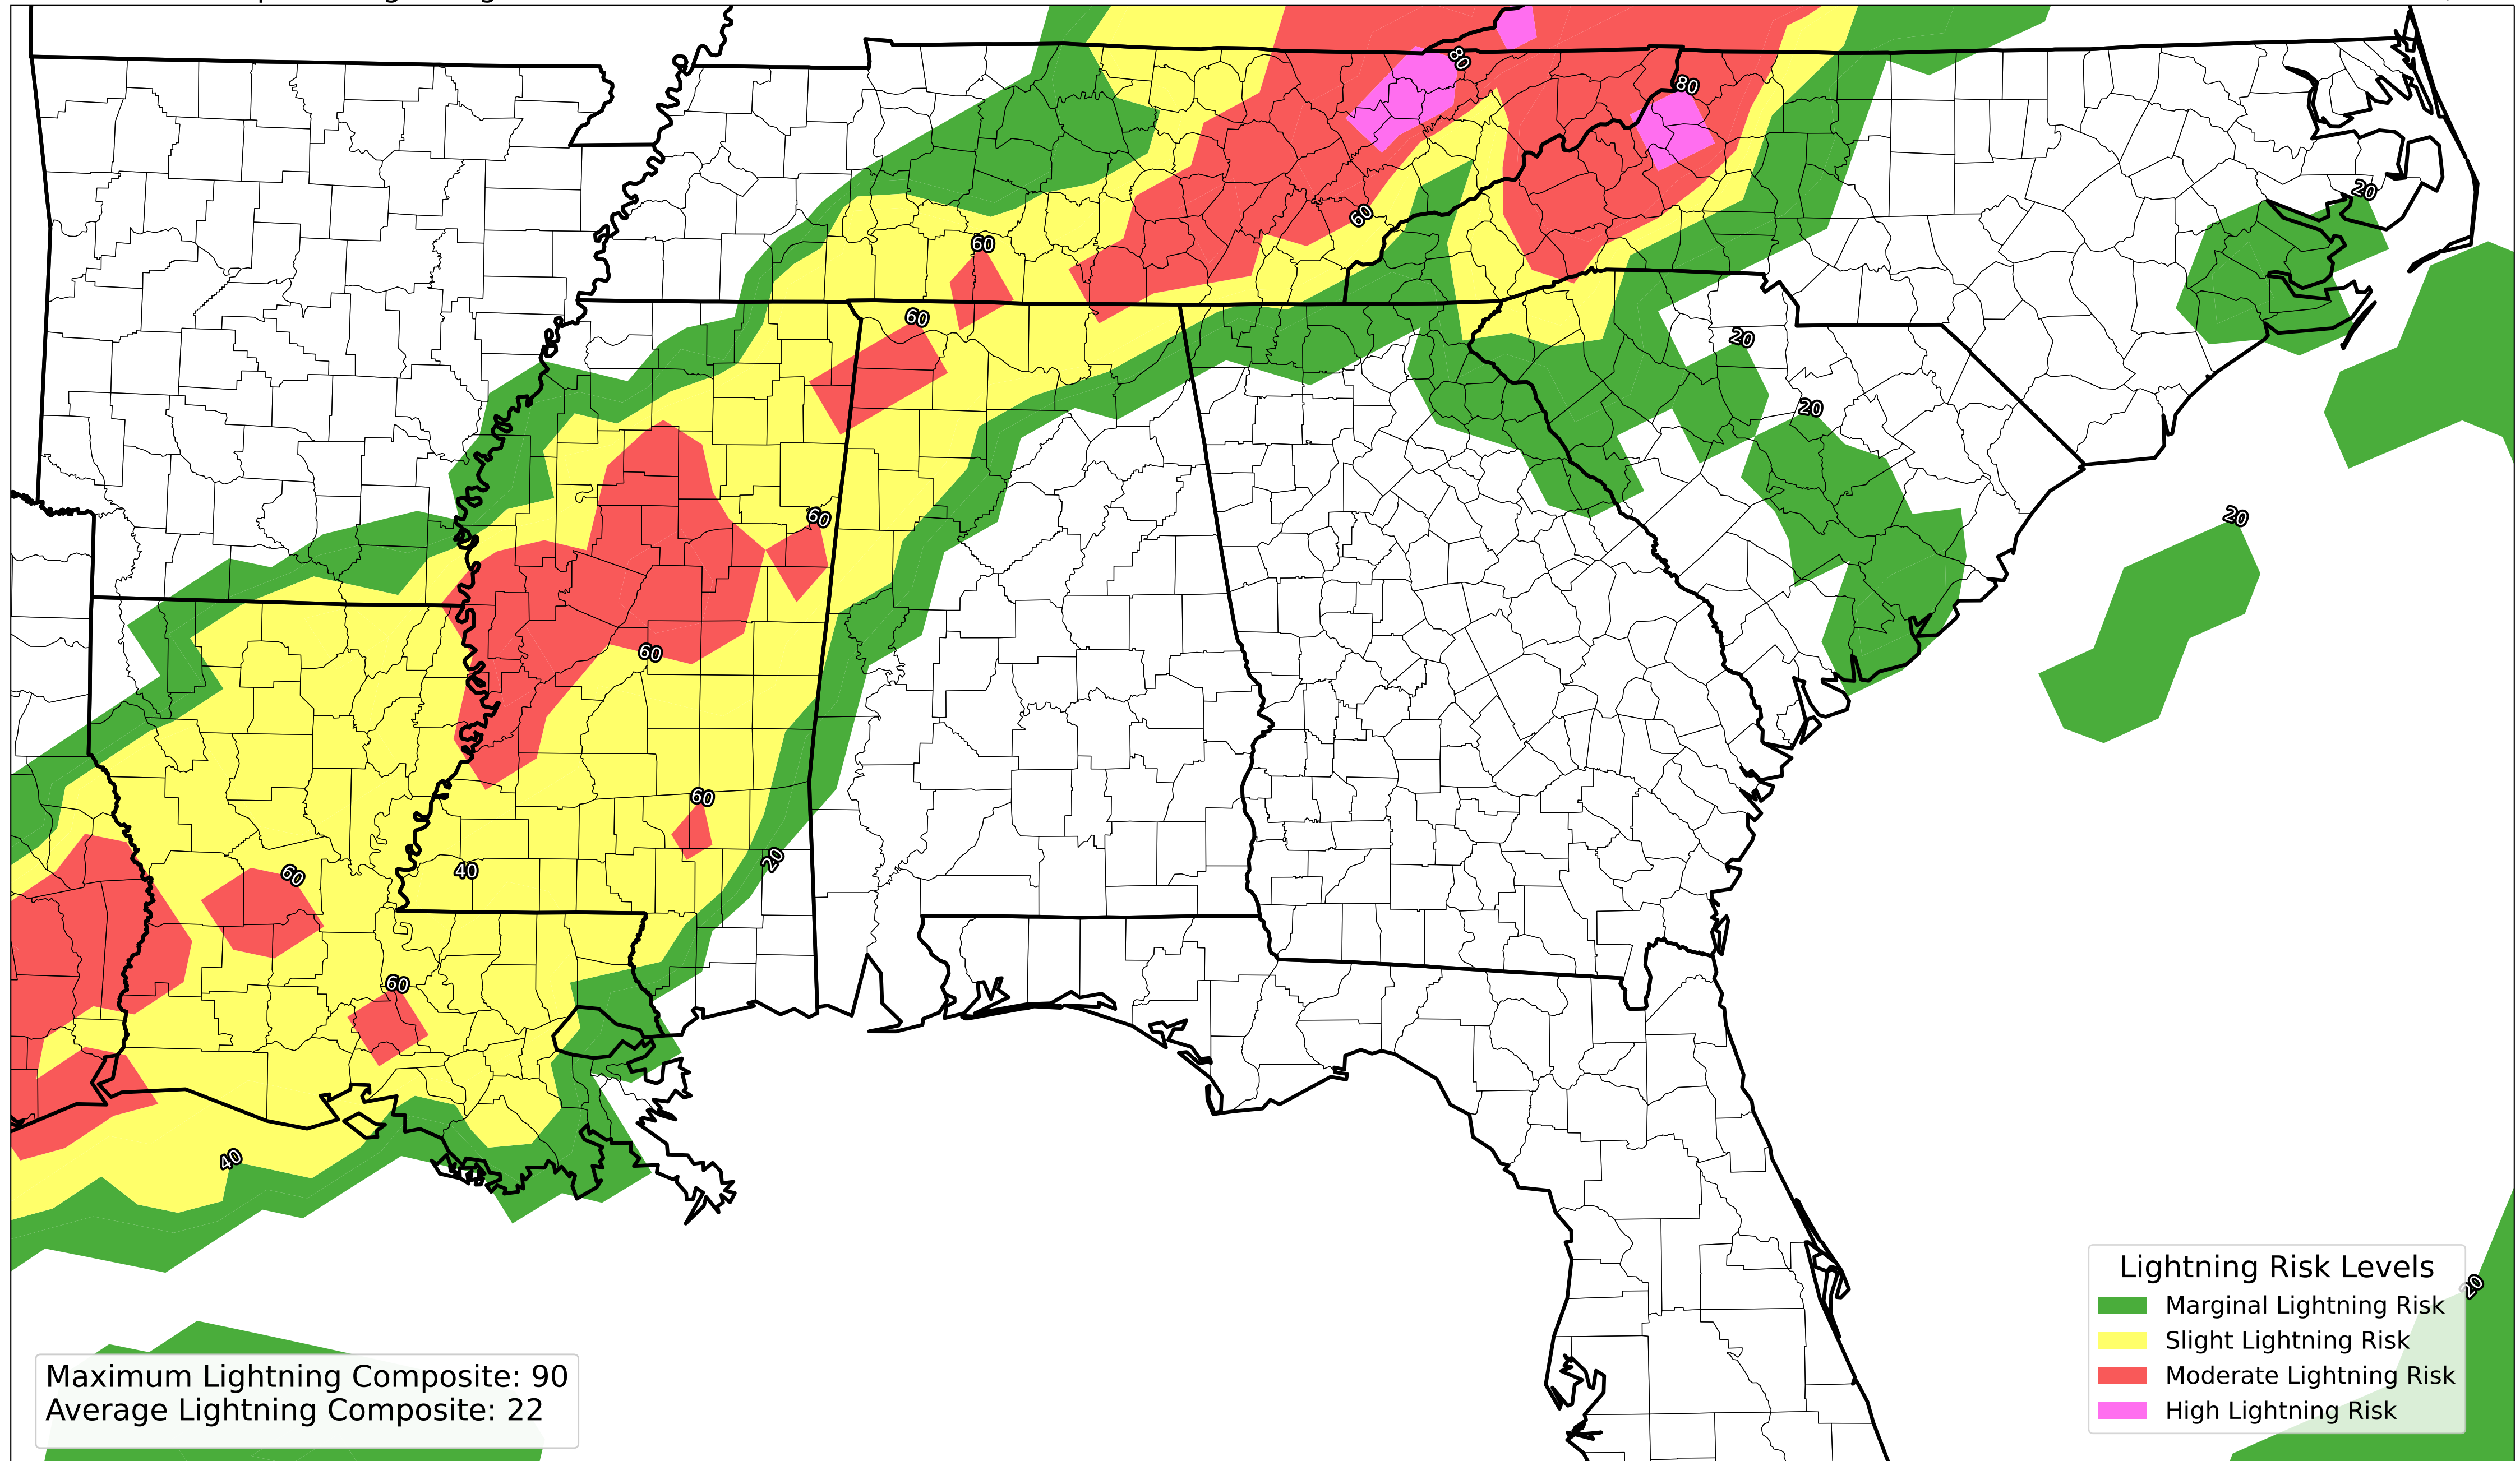 80
80
20
60
60
60
20
20
60
20
60
60
20
40
60
60
40
20
Lightning Risk Levels
Marginal Lightning Risk
Slight Lightning Risk
Moderate Lightning Risk
High Lightning Risk
Maximum Lightning Composite: 90
Average Lightning Composite: 22